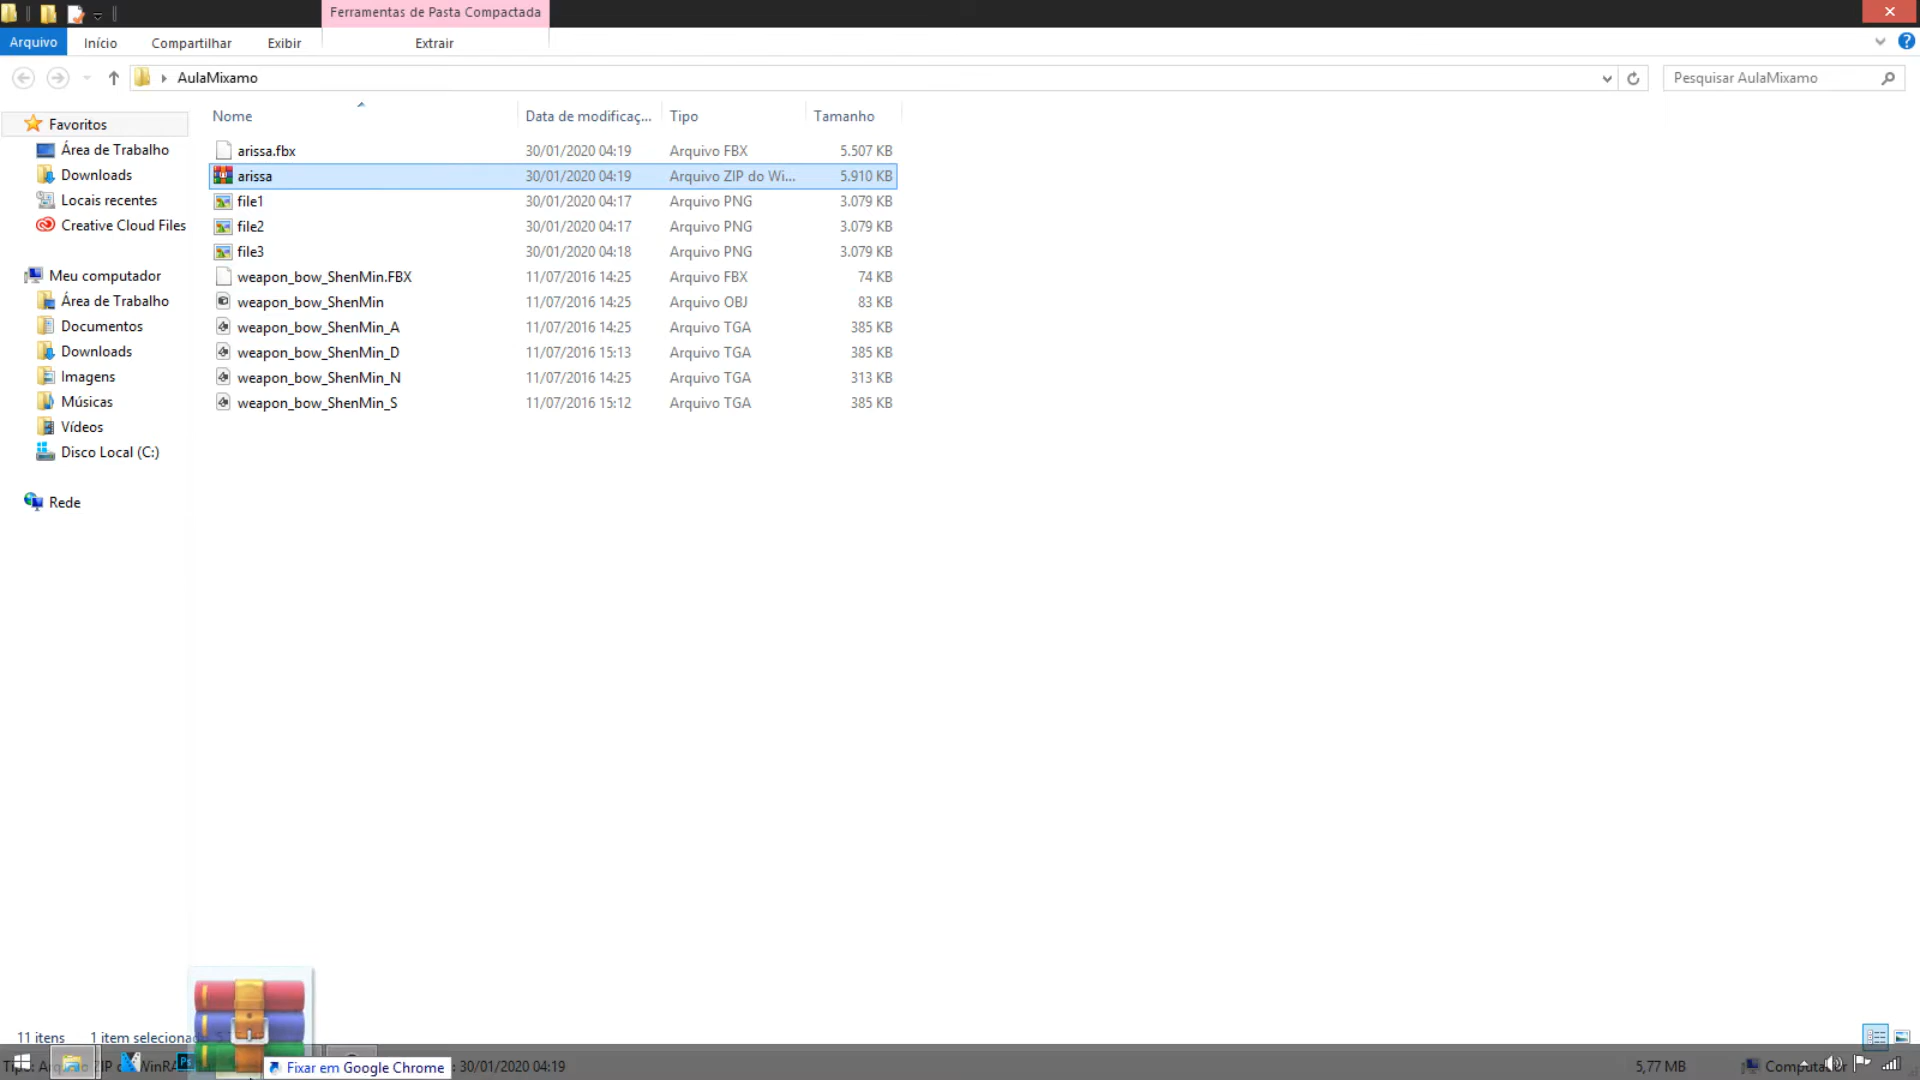 Ferramentas de Pasta Compactada
Arquivo Início Compartilhar Exibir Extrair
AulaMixamo
Pesquisar AulaMixamo
Nome Data de modificaç... Tipo Tamanho
Favoritos
Área de Trabalho
Downloads
Locais recentes
Creative Cloud Files
Meu computador
Área de Trabalho
Documentos
Downloads
Imagens
Músicas
Vídeos
Disco Local (C:)
Rede
arissa.fbx 30/01/2020 04:19 Arquivo FBX 5.507 KB
arissa 30/01/2020 04:19 Arquivo ZIP do Wi... 5.910 KB
file1 30/01/2020 04:17 Arquivo PNG 3.079 KB
file2 30/01/2020 04:17 Arquivo PNG 3.079 KB
file3 30/01/2020 04:18 Arquivo PNG 3.079 KB
weapon_bow_ShenMin.FBX 11/07/2016 14:25 Arquivo FBX 74 KB
weapon_bow_ShenMin 11/07/2016 14:25 Arquivo OBJ 83 KB
weapon_bow_ShenMin_A 11/07/2016 14:25 Arquivo TGA 385 KB
weapon_bow_ShenMin_D 11/07/2016 15:13 Arquivo TGA 385 KB
weapon_bow_ShenMin_N 11/07/2016 14:25 Arquivo TGA 313 KB
weapon_bow_ShenMin_S 11/07/2016 15:12 Arquivo TGA 385 KB
11 itens 1 item selecionad
Ps Fixar em Google Chrome : 30/01/2020 04:19 5,77 MB